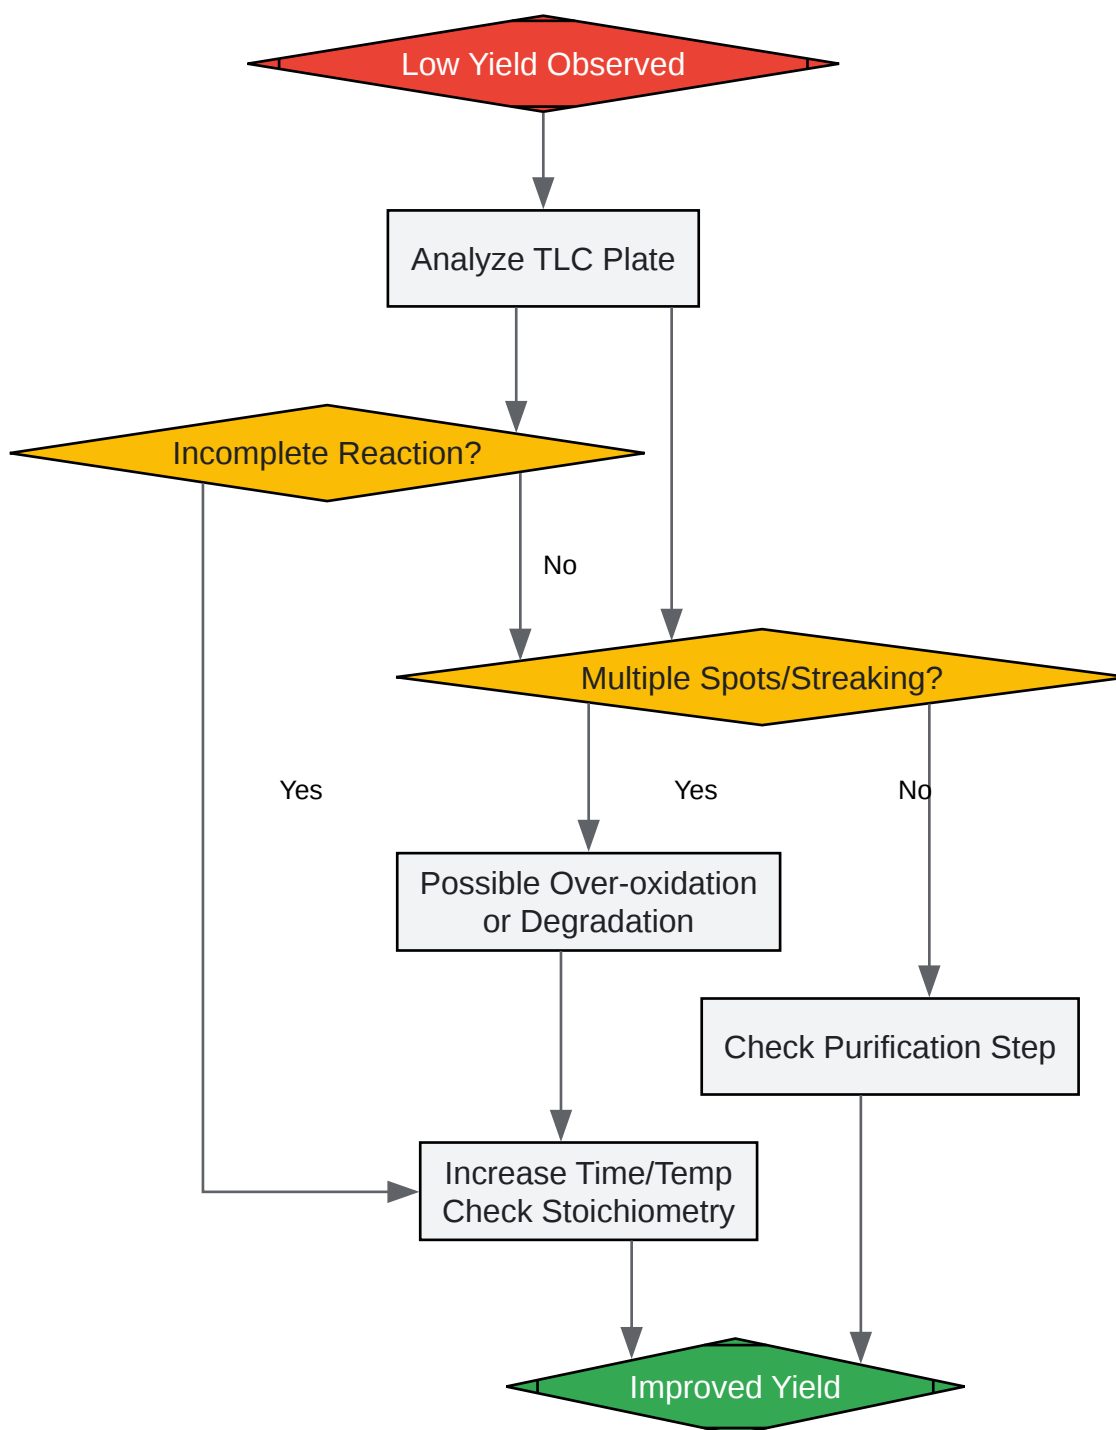 Low Yield Observed
Analyze TLC Plate
Incomplete Reaction?
No
Multiple Spots/Streaking?
Yes
Yes
No
Possible Over-oxidation
or Degradation
Check Purification Step
Increase Time/Temp
Check Stoichiometry
Improved Yield